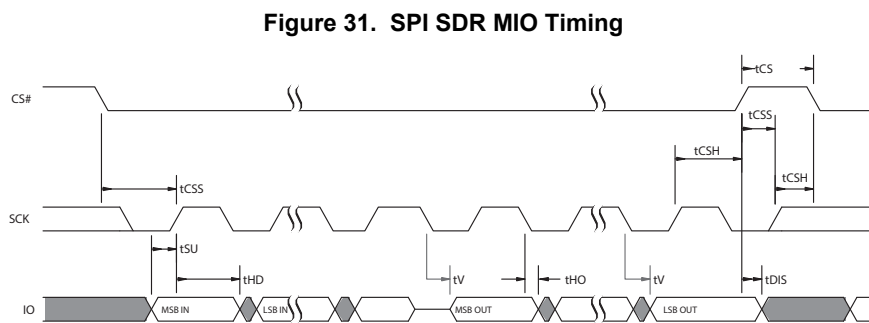 Figure 31. SPI SDR MIO Timing
tCS
CS#
tCSS
tCSH
tCSS
tCSH
SCK
tSU
tHD
tV
tHO
tV
tDIS
IO
MSB IN
LSB IN
MSB OUT
LSB OUT